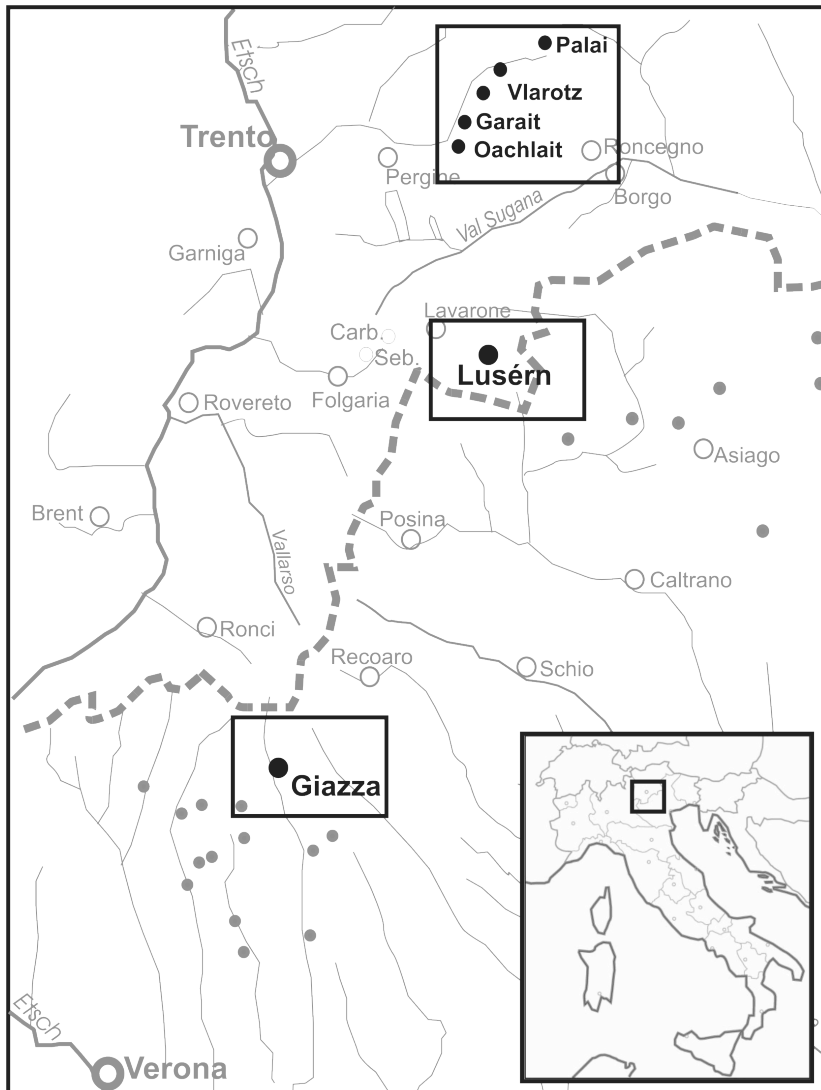 Etsch
Palai
Vlarotz
Garait
Oachlait
Trento
Roncegno
Pergine
Borgo
Val Sugana
Garniga
Lavarone
Carb.
Seb.
Lusérn
Folgaria
Rovereto
Asiago
Brent
Posina
Vallarso
Caltrano
Ronci
Recoaro
Schio
Giazza
Etsch
Verona